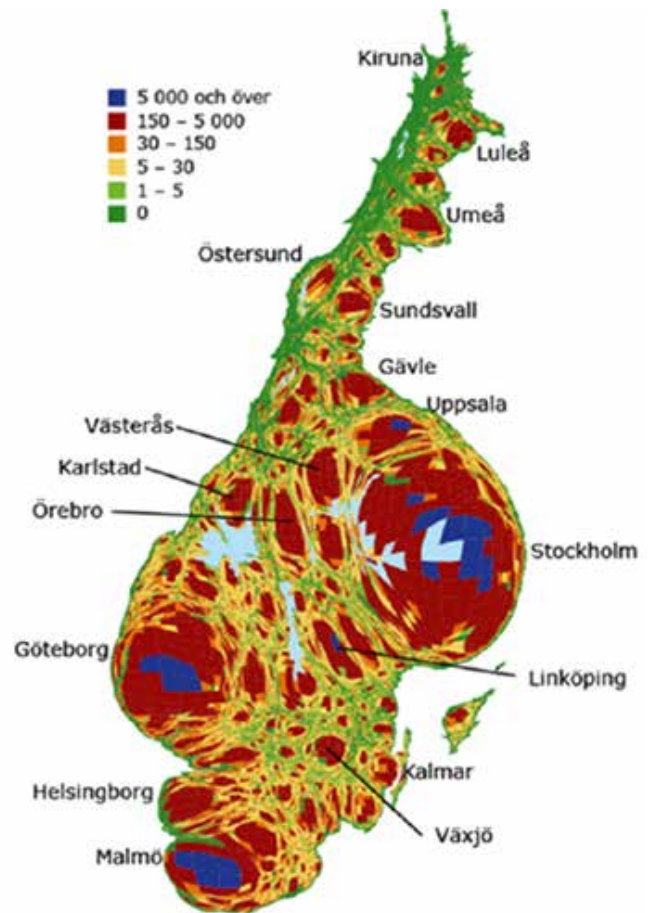 Kiruna
5 000 och över
150 – 5 000
30 – 150
5 – 30
1 – 5
0
Luleå
Umeå
Östersund
Sundsvall
Gävle
Uppsala
Västerås
Karlstad
Örebro
Stockholm
Göteborg
Linköping
Kalmar
Helsingborg
Växjö
Malmö